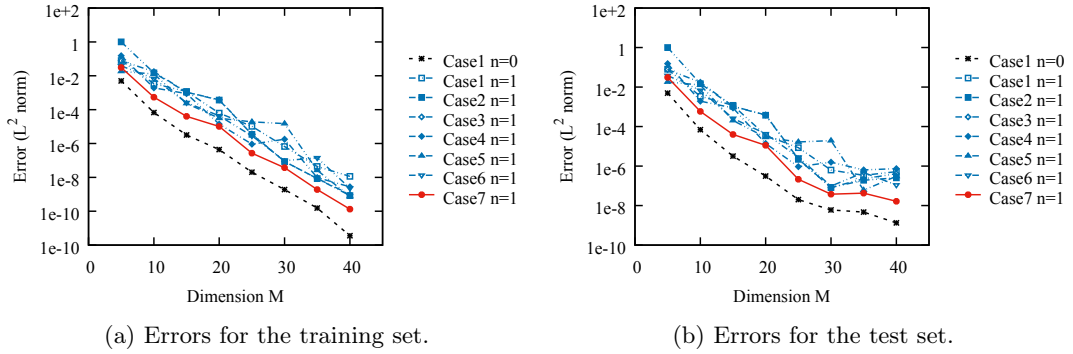 1e+2
1
1e-2
1e-4
1e-6
1e-8
1e-10
1e-10
Error (L² norm)
0 10 20 30 40
Dimension M
Case1 n=0
Case1 n=1
Case2 n=1
Case3 n=1
Case4 n=1
Case5 n=1
Case6 n=1
Case7 n=1
(a) Errors for the training set.
1e+2
1
1e-2
1e-4
1e-6
1e-8
1e-10
Error (L² norm)
0 10 20 30 40
Dimension M
Case1 n=0
Case1 n=1
Case2 n=1
Case3 n=1
Case4 n=1
Case5 n=1
Case6 n=1
Case7 n=1
(b) Errors for the test set.